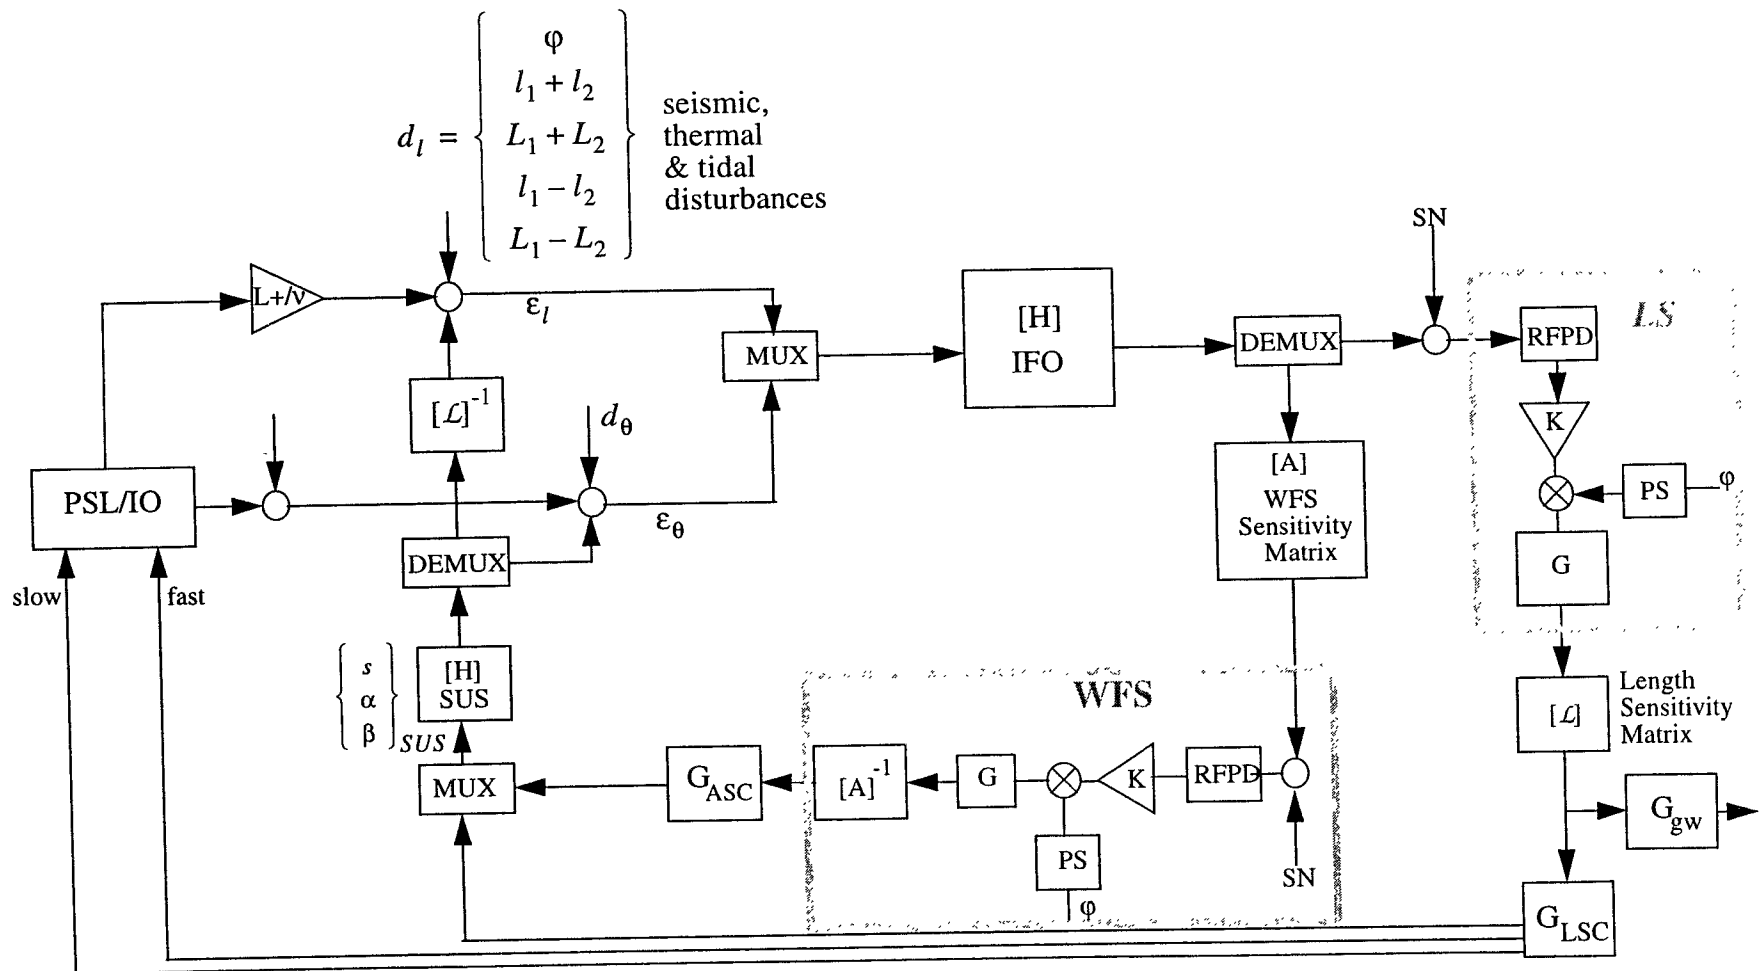 φ
l₁ + l₂
d_l = L₁ + L₂
l₁ – l₂
L₁ – L₂
seismic,
thermal
& tidal
disturbances
SN
L+/ν
ε_l
[H]
IFO
MUX
DEMUX
LS
RFPD
K
PS
φ
G
[ℒ]⁻¹
d_θ
PSL/IO
ε_θ
[A]
WFS
Sensitivity
Matrix
DEMUX
slow
fast
s
α
β
SUS
[H]
SUS
MUX
WFS
G_ASC
[A]⁻¹
G
K
RFPD
PS
φ
SN
[ℒ]
Length
Sensitivity
Matrix
G_gw
G_LSC